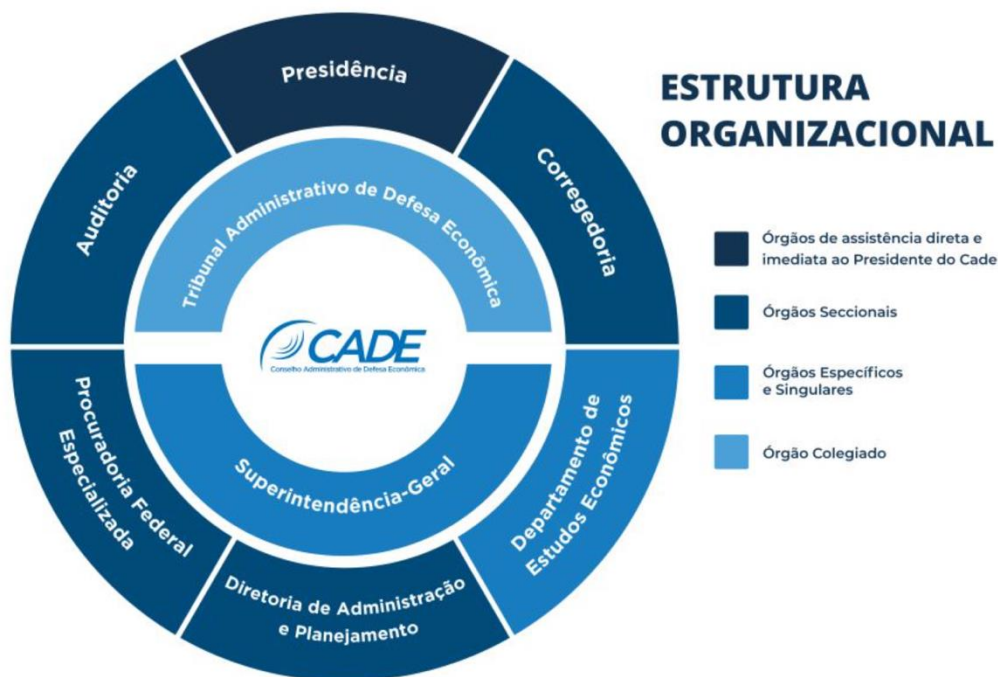 ESTRUTURA
ORGANIZACIONAL
Presidência
Auditoria
Corregedoria
Tribunal Administrativo de Defesa Econômica
CADE
Conselho Administrativo de Defesa Econômica
Superintendência-Geral
Procuradoria Federal
Especializada
Departamento de
Estudos Econômicos
Diretoria de Administração
e Planejamento
Órgãos de assistência direta e
imediata ao Presidente do Cade
Órgãos Seccionais
Órgãos Específicos
e Singulares
Órgão Colegiado